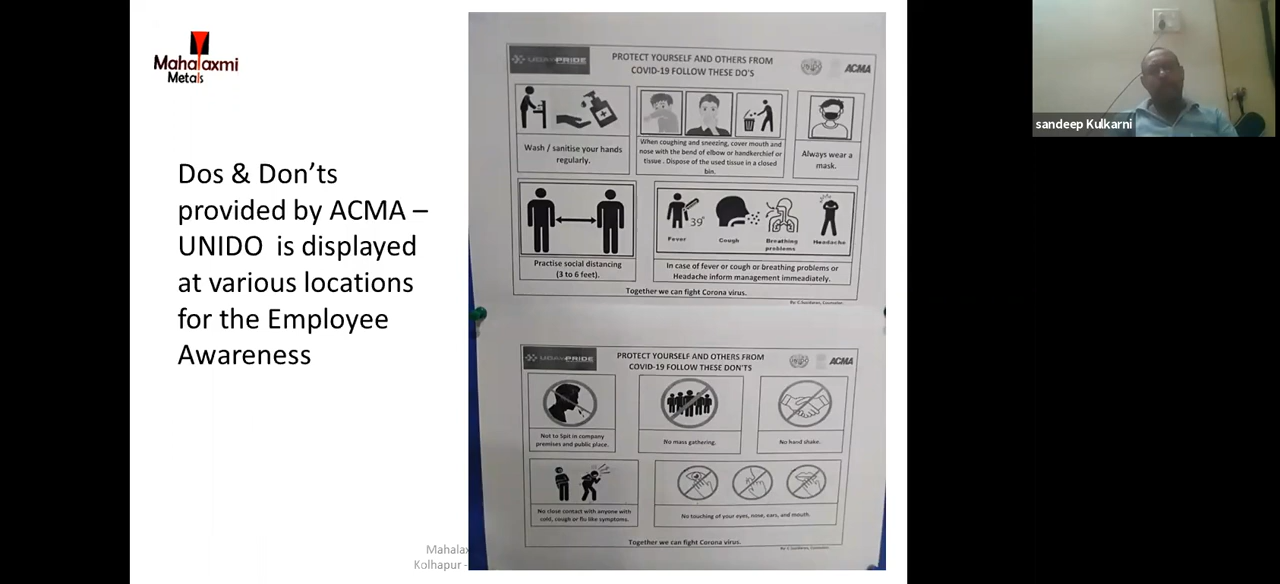 Mahalaxmi
Metals
Dos & Don'ts
provided by ACMA –
UNIDO is displayed
at various locations
for the Employee
Awareness
PROTECT YOURSELF AND OTHERS FROM
COVID-19 FOLLOW THESE DO'S
ACMA
Wash / sanitise your hands
regularly.
When coughing and sneezing, cover mouth and
nose with the bend of elbow or handkerchief or
tissue . Dispose of the used tissue in a closed
bin.
Always wear a
mask.
Practise social distancing
(3 to 6 feet).
39°
Fever
Cough
Breathing
problems
Headache
In case of fever or cough or breathing problems or
Headache inform management immeadiately.
Together we can fight Corona virus.
PROTECT YOURSELF AND OTHERS FROM
COVID-19 FOLLOW THESE DON'TS
ACMA
Not to Spit in company
premises and public place.
No mass gathering.
No hand shake.
No close contact with anyone with
cold, cough or flu like symptoms.
No touching of your eyes, nose, ears, and mouth.
Together we can fight Corona virus.
Mahalax
Kolhapur -
sandeep Kulkarni